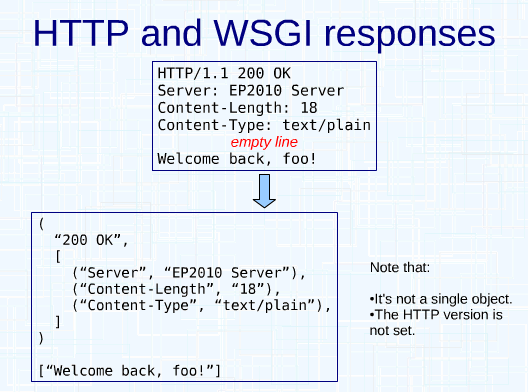 HTTP and WSGI responses
HTTP/1.1 200 OK
Server: EP2010 Server
Content-Length: 18
Content-Type: text/plain
empty line
Welcome back, foo!
(
“200 OK”,
[
(“Server”, “EP2010 Server”),
(“Content-Length”, “18”),
(“Content-Type”, “text/plain”),
]
)
[“Welcome back, foo!”]
Note that:
•It's not a single object.
•The HTTP version is
not set.